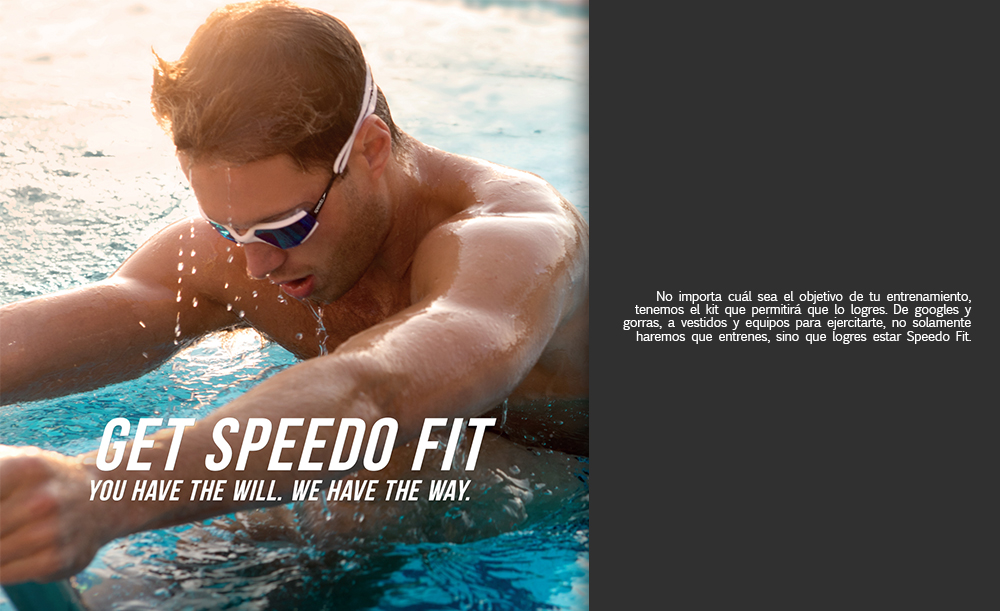 GET SPEEDO FIT
YOU HAVE THE WILL. WE HAVE THE WAY.
No importa cuál sea el objetivo de tu entrenamiento,
tenemos el kit que permitirá que lo logres. De googles y
gorras, a vestidos y equipos para ejercitarte, no solamente
haremos que entrenes, sino que logres estar Speedo Fit.